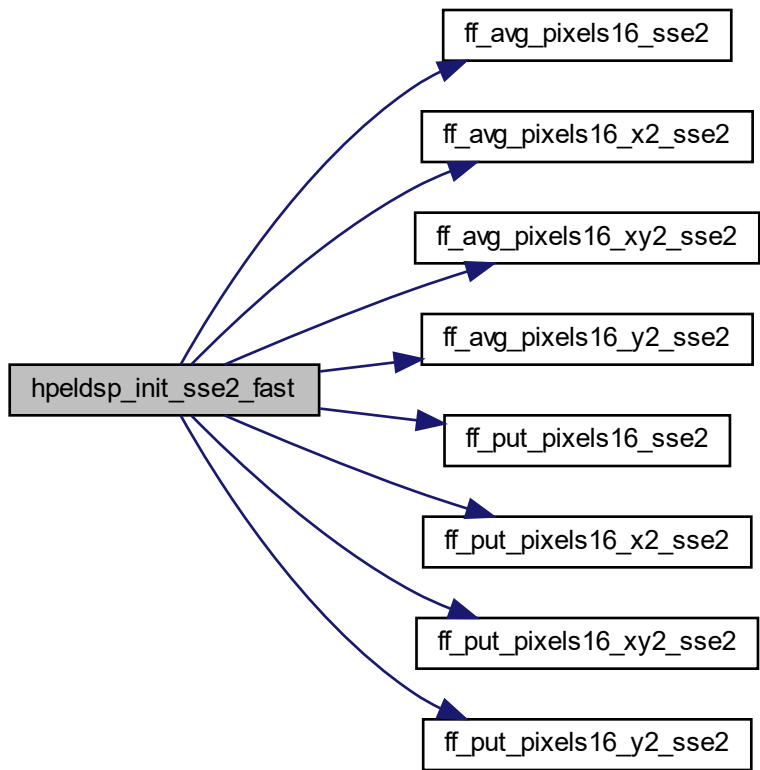 ff_avg_pixels16_sse2
ff_avg_pixels16_x2_sse2
ff_avg_pixels16_xy2_sse2
ff_avg_pixels16_y2_sse2
hpeldsp_init_sse2_fast
ff_put_pixels16_sse2
ff_put_pixels16_x2_sse2
ff_put_pixels16_xy2_sse2
ff_put_pixels16_y2_sse2